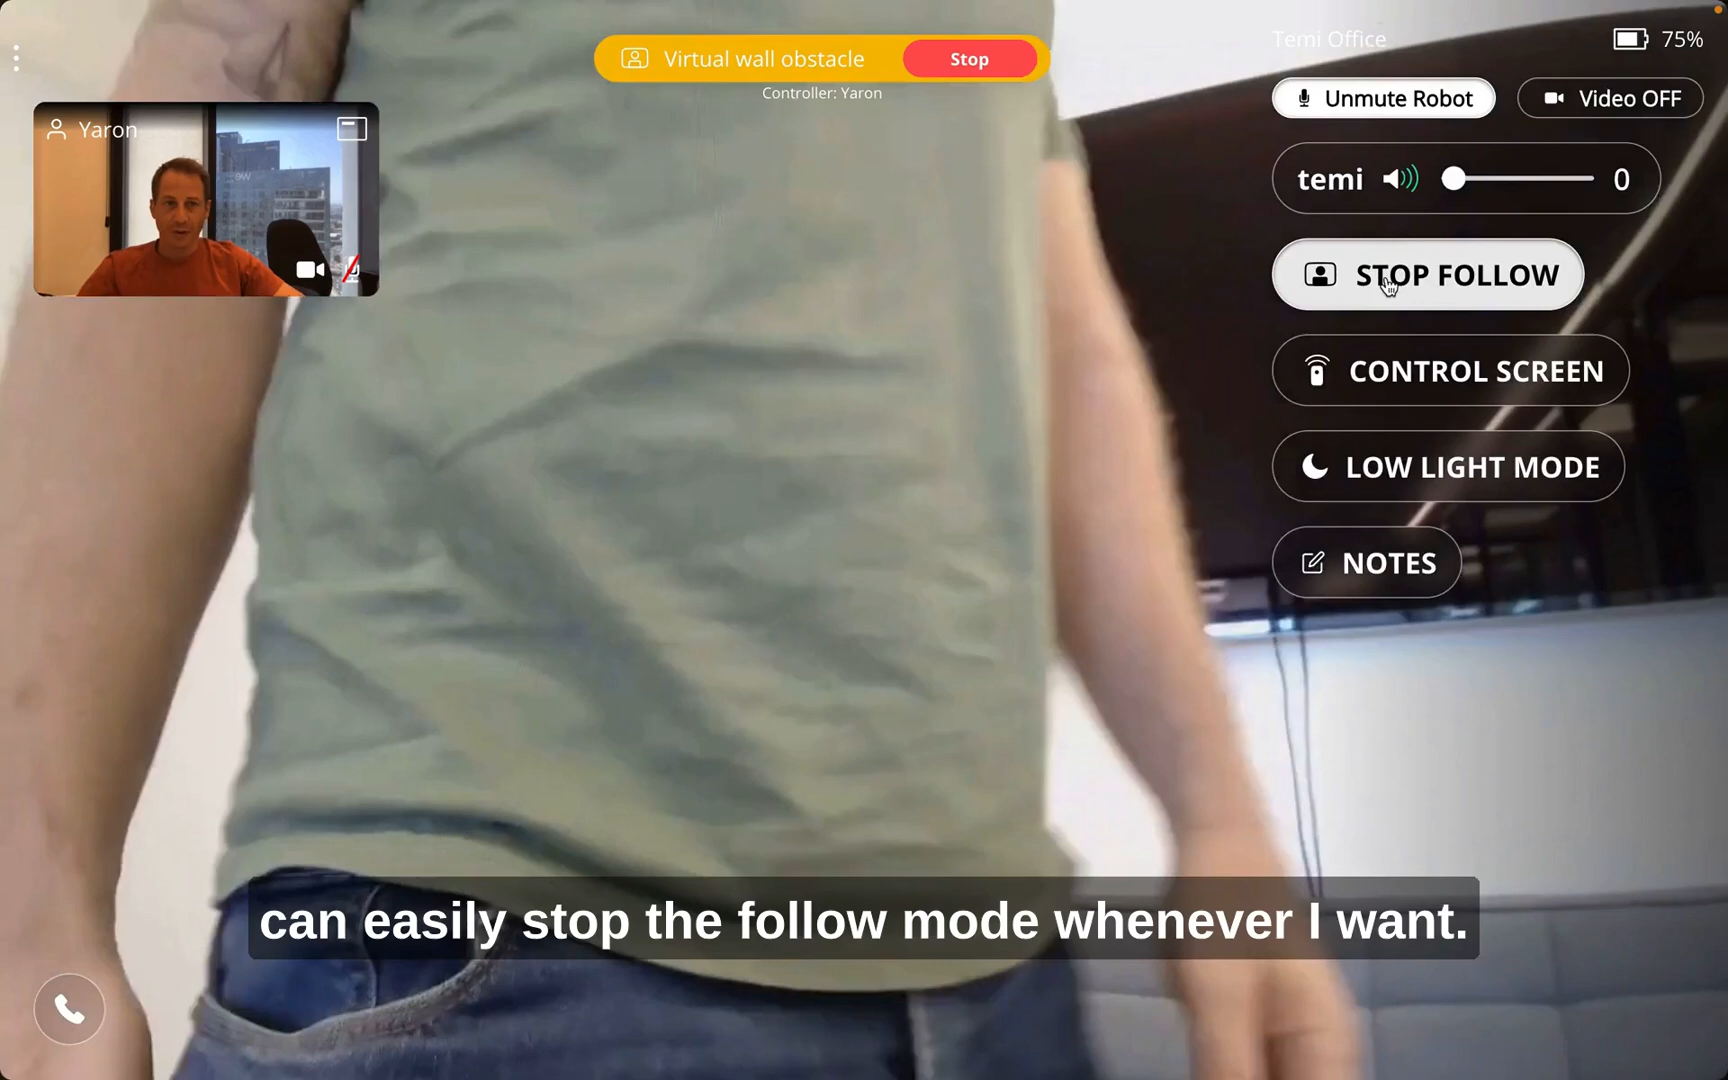 Virtual wall obstacle
Stop
Controller: Yaron
Temi Office
75%
Yaron
Unmute Robot
Video OFF
temi
0
STOP FOLLOW
CONTROL SCREEN
LOW LIGHT MODE
NOTES
can easily stop the follow mode whenever I want.